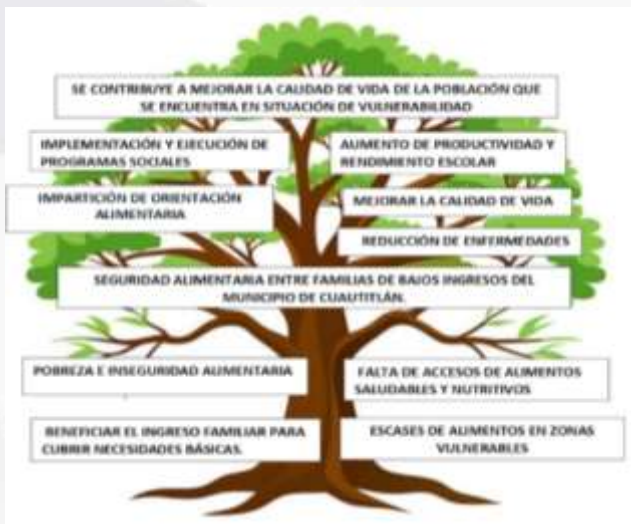 SE CONTRIBUYE A MEJORAR LA CALIDAD DE VIDA DE LA POBLACIÓN QUE
SE ENCUENTRA EN SITUACIÓN DE VULNERABILIDAD
IMPLEMENTACIÓN Y EJECUCIÓN DE
PROGRAMAS SOCIALES
AUMENTO DE PRODUCTIVIDAD Y
RENDIMIENTO ESCOLAR
IMPARTICIÓN DE ORIENTACIÓN
ALIMENTARIA
MEJORAR LA CALIDAD DE VIDA
REDUCCIÓN DE ENFERMEDADES
SEGURIDAD ALIMENTARIA ENTRE FAMILIAS DE BAJOS INGRESOS DEL
MUNICIPIO DE CUAUTITLÁN.
POBREZA E INSEGURIDAD ALIMENTARIA
FALTA DE ACCESOS DE ALIMENTOS
SALUDABLES Y NUTRITIVOS
BENEFICIAR EL INGRESO FAMILIAR PARA
CUBRIR NECESIDADES BÁSICAS.
ESCASES DE ALIMENTOS EN ZONAS
VULNERABLES